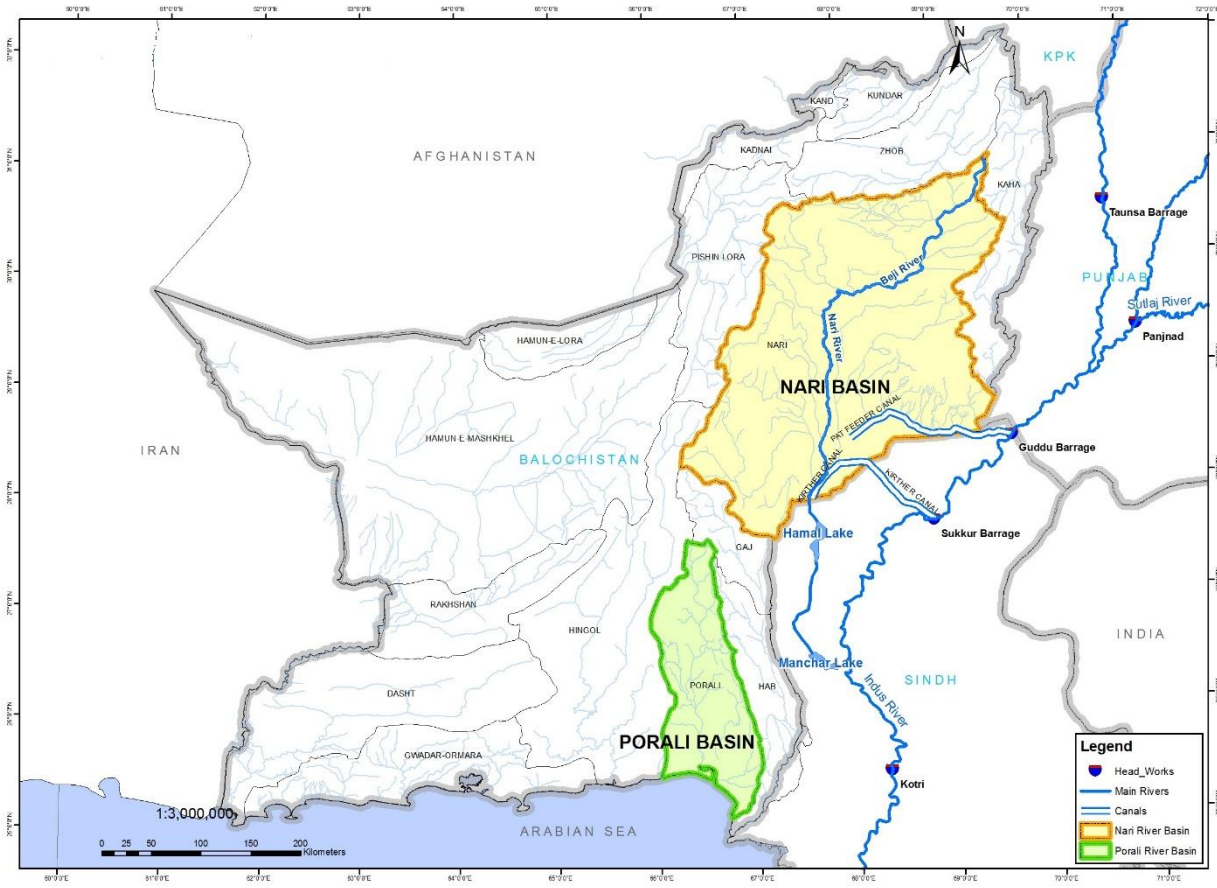 N
KPK
KUNDAR
KAND
ZHOB
KADNAI
AFGHANISTAN
KAHA
Taunsa Barrage
PISHIN LORA
Beji River
PUNJAB
Sutlaj River
Nari River
Panjnad
HAMUN-E-LORA
NARI
NARI BASIN
PAT FEEDER CANAL
HAMUN-E-MASHKHEL
IRAN
BALOCHISTAN
Guddu Barrage
KIRTHER CANAL
KIRTHER CANAL
Hamal Lake
Sukkur Barrage
GAJ
RAKHSHAN
HINGOL
INDIA
Manchar Lake
SINDH
DASHT
PORALI
HAB
Indus River
PORALI BASIN
GWADAR-ORMARA
Kotri
1:3,000,000
ARABIAN SEA
0 25 50 100 150 200
Kilometers
Legend
Head_Works
Main Rivers
Canals
Nari River Basin
Porali River Basin